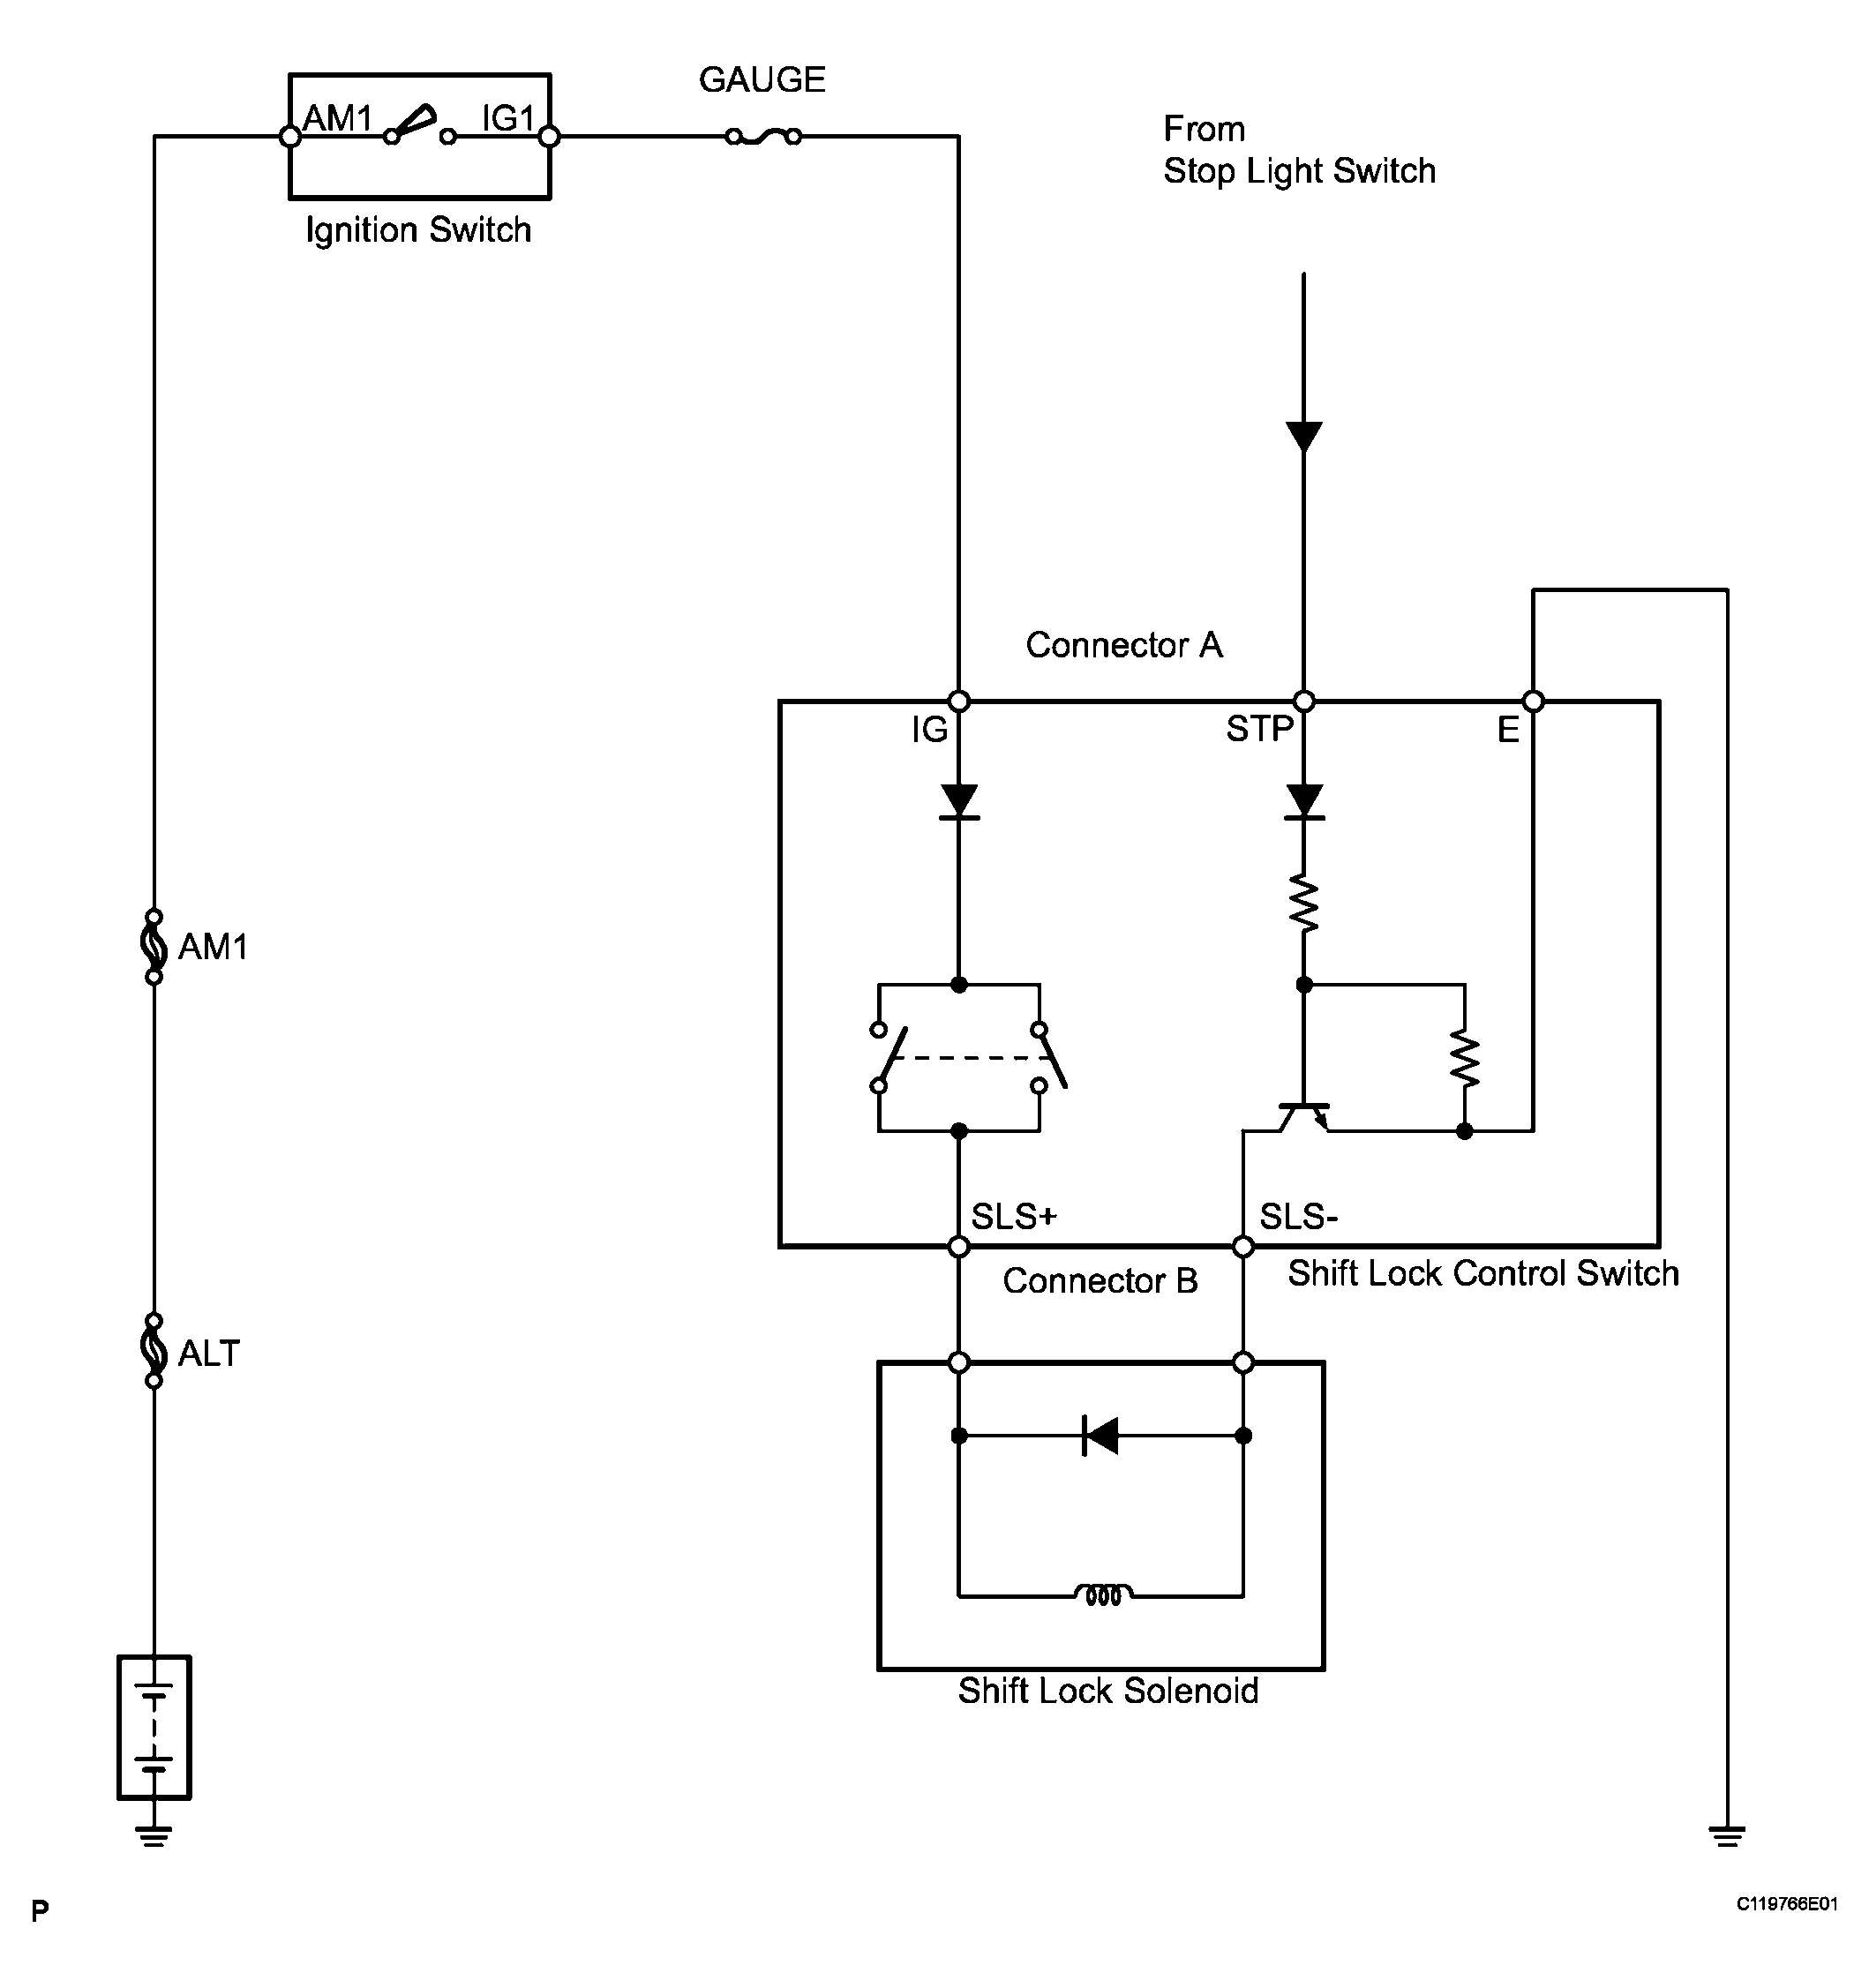 GAUGE
AM1
IG1
From
Stop Light Switch
Ignition Switch
Connector A
IG
STP
E
AM1
SLS+
SLS-
Connector B
Shift Lock Control Switch
ALT
Shift Lock Solenoid
P
C119766E01